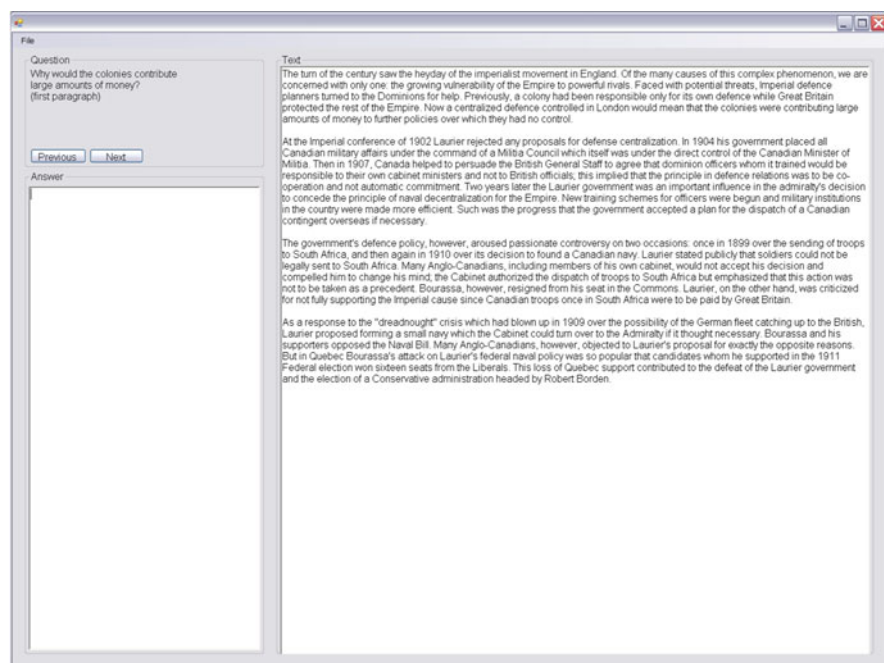 File
Question
Why would the colonies contribute
large amounts of money?
(first paragraph)
Previous
Next
Answer
Text
The turn of the century saw the heyday of the imperialist movement in England. Of the many causes of this complex phenomenon, we are
concerned with only one: the growing vulnerability of the Empire to powerful rivals. Faced with potential threats, Imperial defence
planners turned to the Dominions for help. Previously, a colony had been responsible only for its own defence while Great Britain
protected the rest of the Empire. Now a centralized defence controlled in London would mean that the colonies were contributing large
amounts of money to further policies over which they had no control.
At the Imperial conference of 1902 Laurier rejected any proposals for defense centralization. In 1904 his government placed all
Canadian military affairs under the command of a Militia Council which itself was under the direct control of the Canadian Minister of
Militia. Then in 1907, Canada helped to persuade the British General Staff to agree that dominion officers whom it trained would be
responsible to their own cabinet ministers and not to British officials; this implied that the principle in defence relations was to be co-
operation and not automatic commitment. Two years later the Laurier government was an important influence in the admiralty's decision
to concede the principle of naval decentralization for the Empire. New training schemes for officers were begun and military institutions
in the country were made more efficient. Such was the progress that the government accepted a plan for the dispatch of a Canadian
contingent overseas if necessary.
The government's defence policy, however, aroused passionate controversy on two occasions: once in 1899 over the sending of troops
to South Africa, and then again in 1910 over its decision to found a Canadian navy. Laurier stated publicly that soldiers could not be
legally sent to South Africa. Many Anglo-Canadians, including members of his own cabinet, would not accept his decision and
compelled him to change his mind; the Cabinet authorized the dispatch of troops to South Africa but emphasized that this action was
not to be taken as a precedent. Bourassa, however, resigned from his seat in the Commons. Laurier, on the other hand, was criticized
for not fully supporting the Imperial cause since Canadian troops once in South Africa were to be paid by Great Britain.
As a response to the "dreadnought" crisis which had blown up in 1909 over the possibility of the German fleet catching up to the British,
Laurier proposed forming a small navy which the Cabinet could turn over to the Admiralty if it thought necessary. Bourassa and his
supporters opposed the Naval Bill. Many Anglo-Canadians, however, objected to Laurier's proposal for exactly the opposite reasons.
But in Quebec Bourassa's attack on Laurier's federal naval policy was so popular that candidates whom he supported in the 1911
Federal election won sixteen seats from the Liberals. This loss of Quebec support contributed to the defeat of the Laurier government
and the election of a Conservative administration headed by Robert Borden.